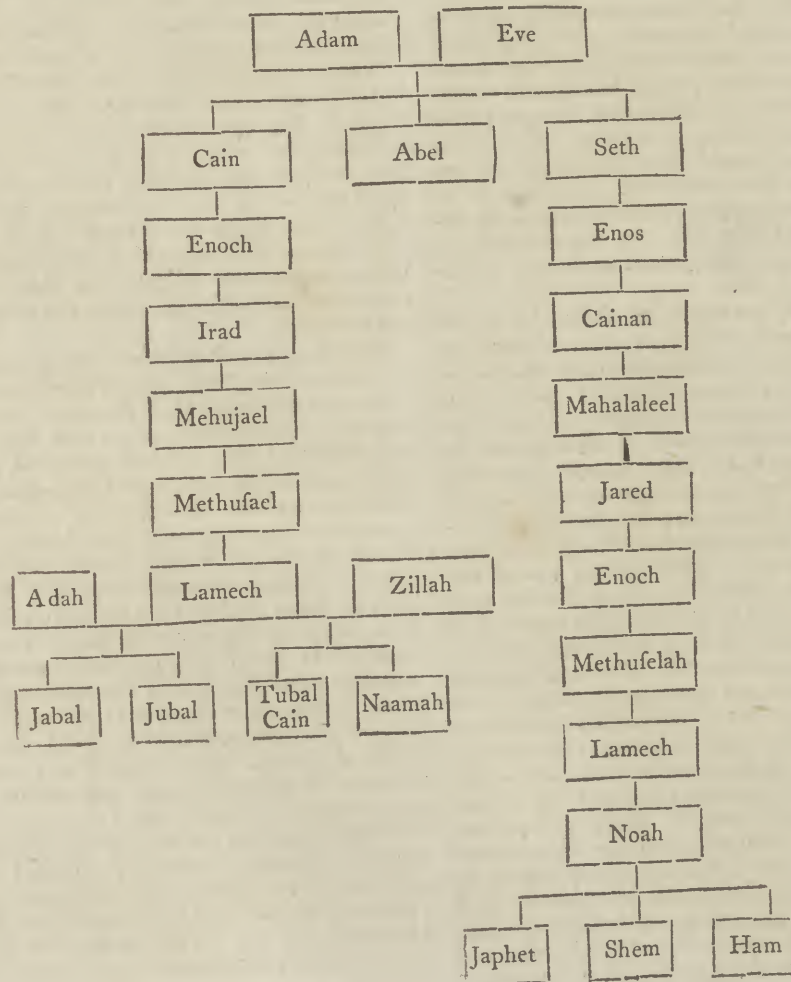 Adam Eve
Cain Abel Seth
Enoch Enos
Irad Cainan
Mehujael Mahalaleel
Methuſael Jared
Adah Lamech Zillah Enoch
Jabal Jubal Tubal Cain Naamah Methuſelah
Lamech
Noah
Japhet Shem Ham